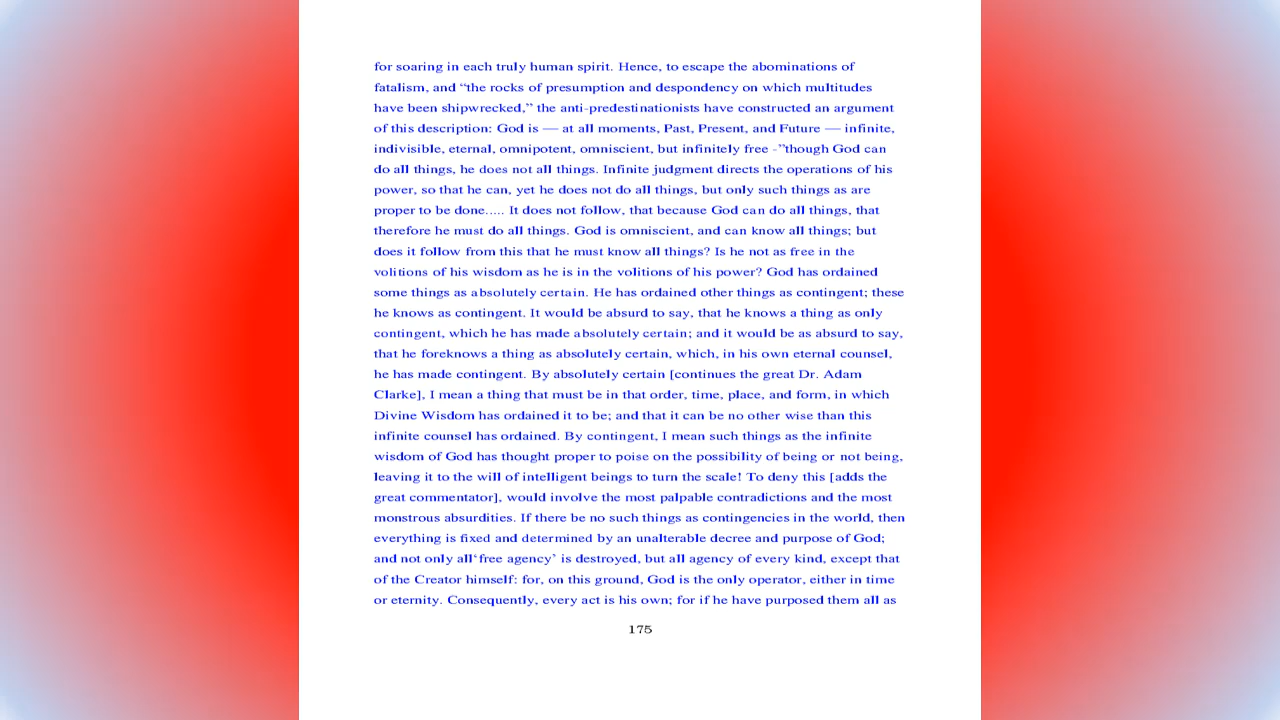 for soaring in each truly human spirit. Hence, to escape the abominations of
fatalism, and “the rocks of presumption and despondency on which multitudes
have been shipwrecked,” the anti-predestinationists have constructed an argument
of this description: God is — at all moments, Past, Present, and Future — infinite,
indivisible, eternal, omnipotent, omniscient, but infinitely free -”though God can
do all things, he does not all things. Infinite judgment directs the operations of his
power, so that he can, yet he does not do all things, but only such things as are
proper to be done..... It does not follow, that because God can do all things, that
therefore he must do all things. God is omniscient, and can know all things; but
does it follow from this that he must know all things? Is he not as free in the
volitions of his wisdom as he is in the volitions of his power? God has ordained
some things as absolutely certain. He has ordained other things as contingent; these
he knows as contingent. It would be absurd to say, that he knows a thing as only
contingent, which he has made absolutely certain; and it would be as absurd to say,
that he foreknows a thing as absolutely certain, which, in his own eternal counsel,
he has made contingent. By absolutely certain [continues the great Dr. Adam
Clarke], I mean a thing that must be in that order, time, place, and form, in which
Divine Wisdom has ordained it to be; and that it can be no other wise than this
infinite counsel has ordained. By contingent, I mean such things as the infinite
wisdom of God has thought proper to poise on the possibility of being or not being,
leaving it to the will of intelligent beings to turn the scale! To deny this [adds the
great commentator], would involve the most palpable contradictions and the most
monstrous absurdities. If there be no such things as contingencies in the world, then
everything is fixed and determined by an unalterable decree and purpose of God;
and not only all‘free agency’ is destroyed, but all agency of every kind, except that
of the Creator himself: for, on this ground, God is the only operator, either in time
or eternity. Consequently, every act is his own; for if he have purposed them all as
175